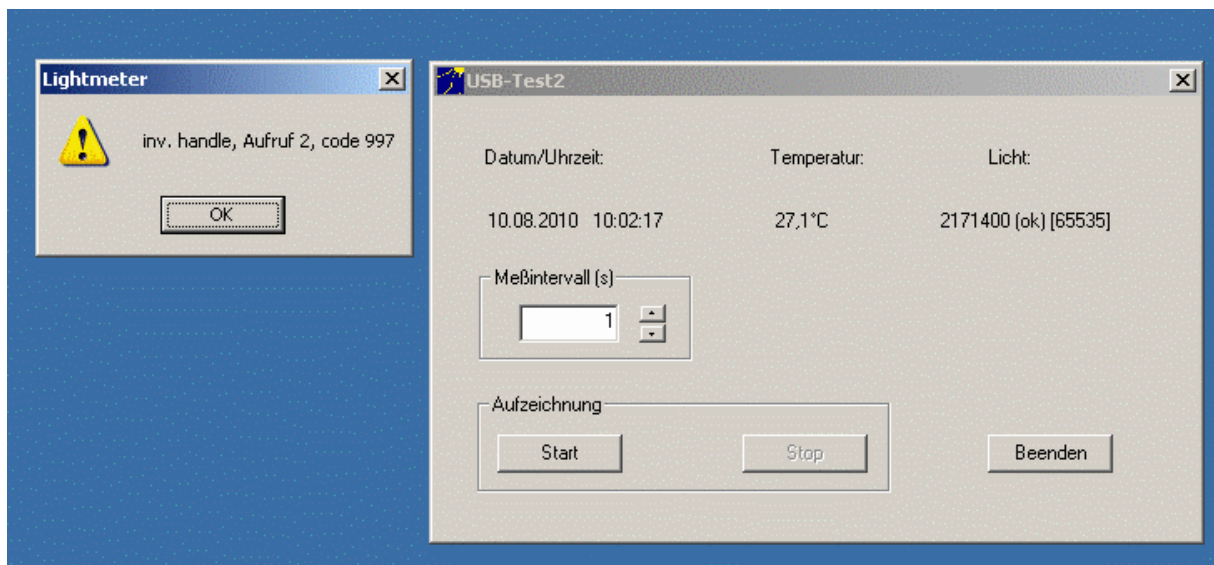 Lightmeter
inv. handle, Aufruf 2, code 997
OK
USB-Test2
Datum/Uhrzeit: Temperatur: Licht:
10.08.2010 10:02:17 27,1°C 2171400 (ok) [65535]
Meßintervall (s)
1
Aufzeichnung
Start Stop Beenden